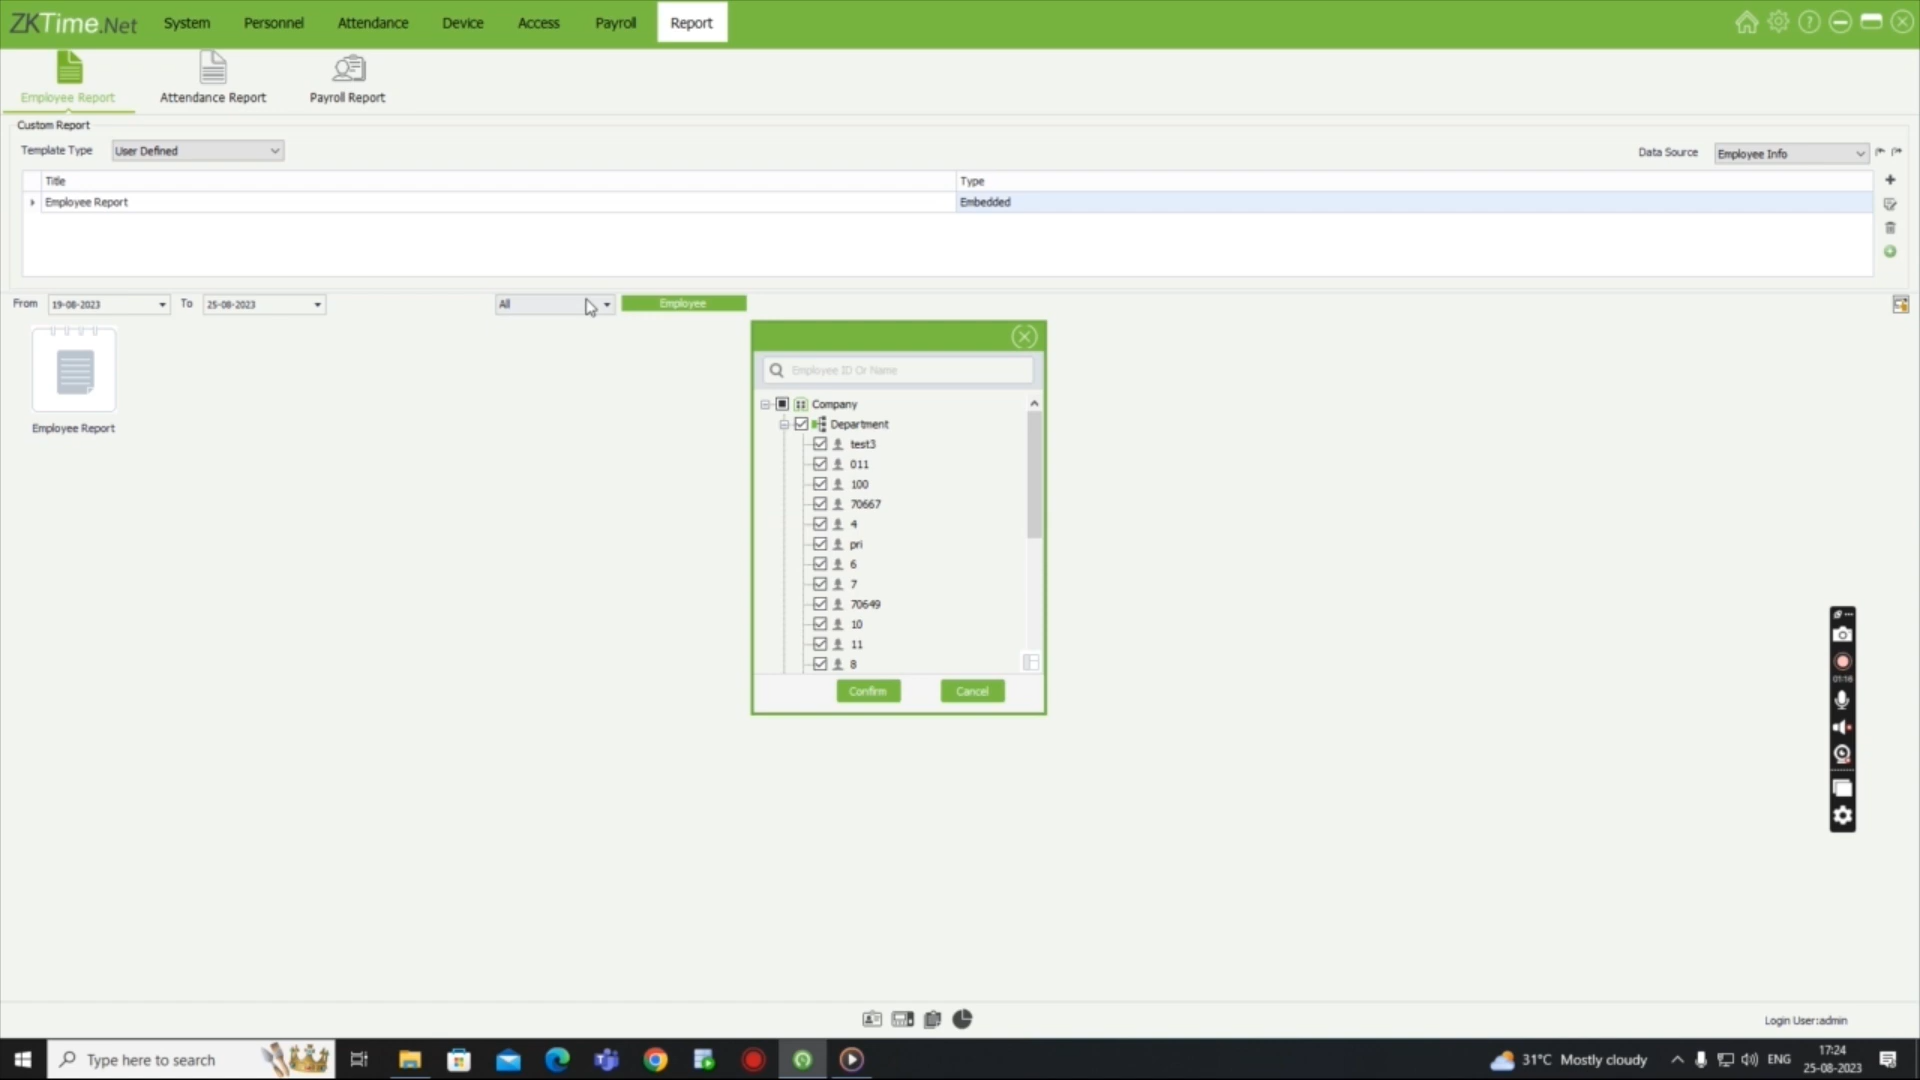 ZKTime.Net System Personnel Attendance Device Access Payroll Report
Employee Report Attendance Report Payroll Report
Custom Report
Template Type User Defined Data Source Employee Info
Title Type
Employee Report Embedded
From 19-08-2023 To 25-08-2023 All Employee
Employee Report
Employee ID Or Name
Company
Department
test3
011
100
70667
4
pri
6
7
70649
10
11
8
Confirm Cancel
01:16
Login User:admin
Type here to search
31°C Mostly cloudy ENG
17:24
25-08-2023